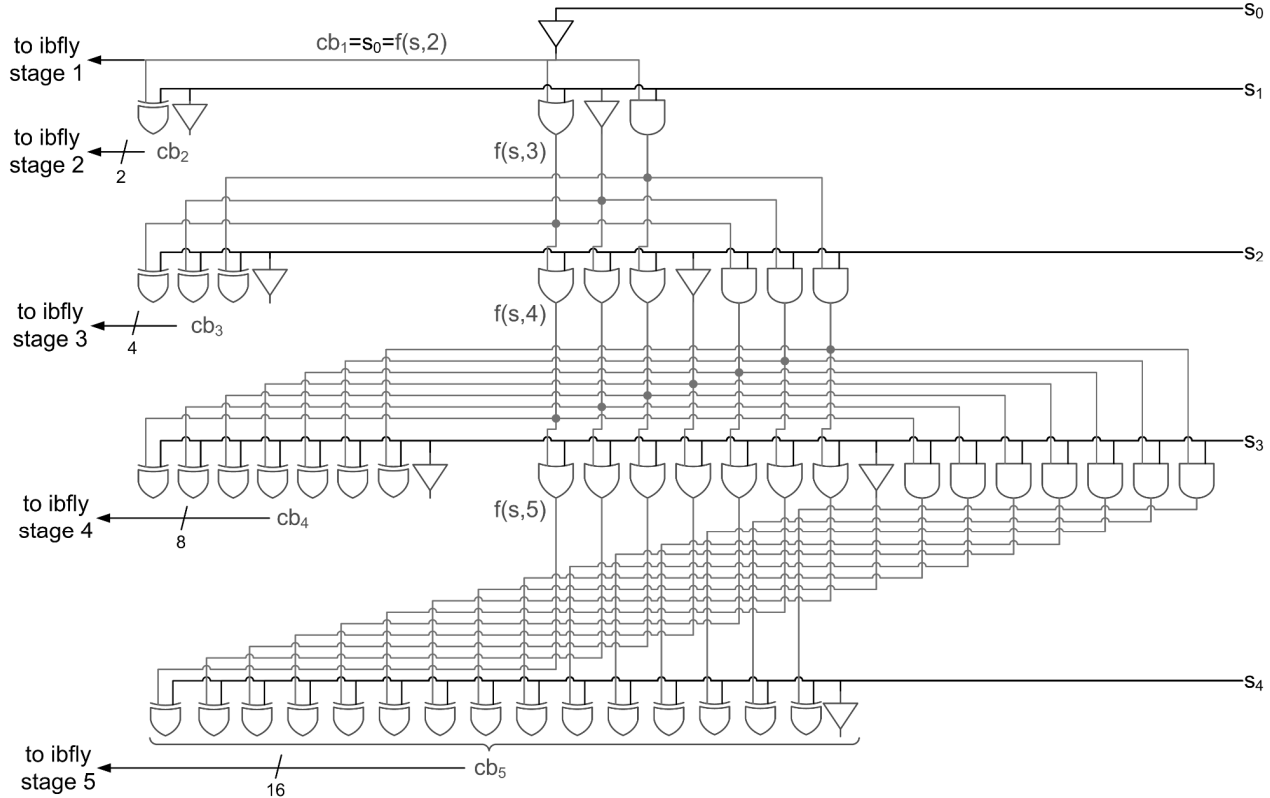 s₀
cb₁=s₀=f(s,2)
to ibfly
stage 1
s₁
to ibfly
stage 2
2
cb₂
f(s,3)
s₂
to ibfly
stage 3
4
cb₃
f(s,4)
s₃
to ibfly
stage 4
8
cb₄
f(s,5)
s₄
to ibfly
stage 5
16
cb₅